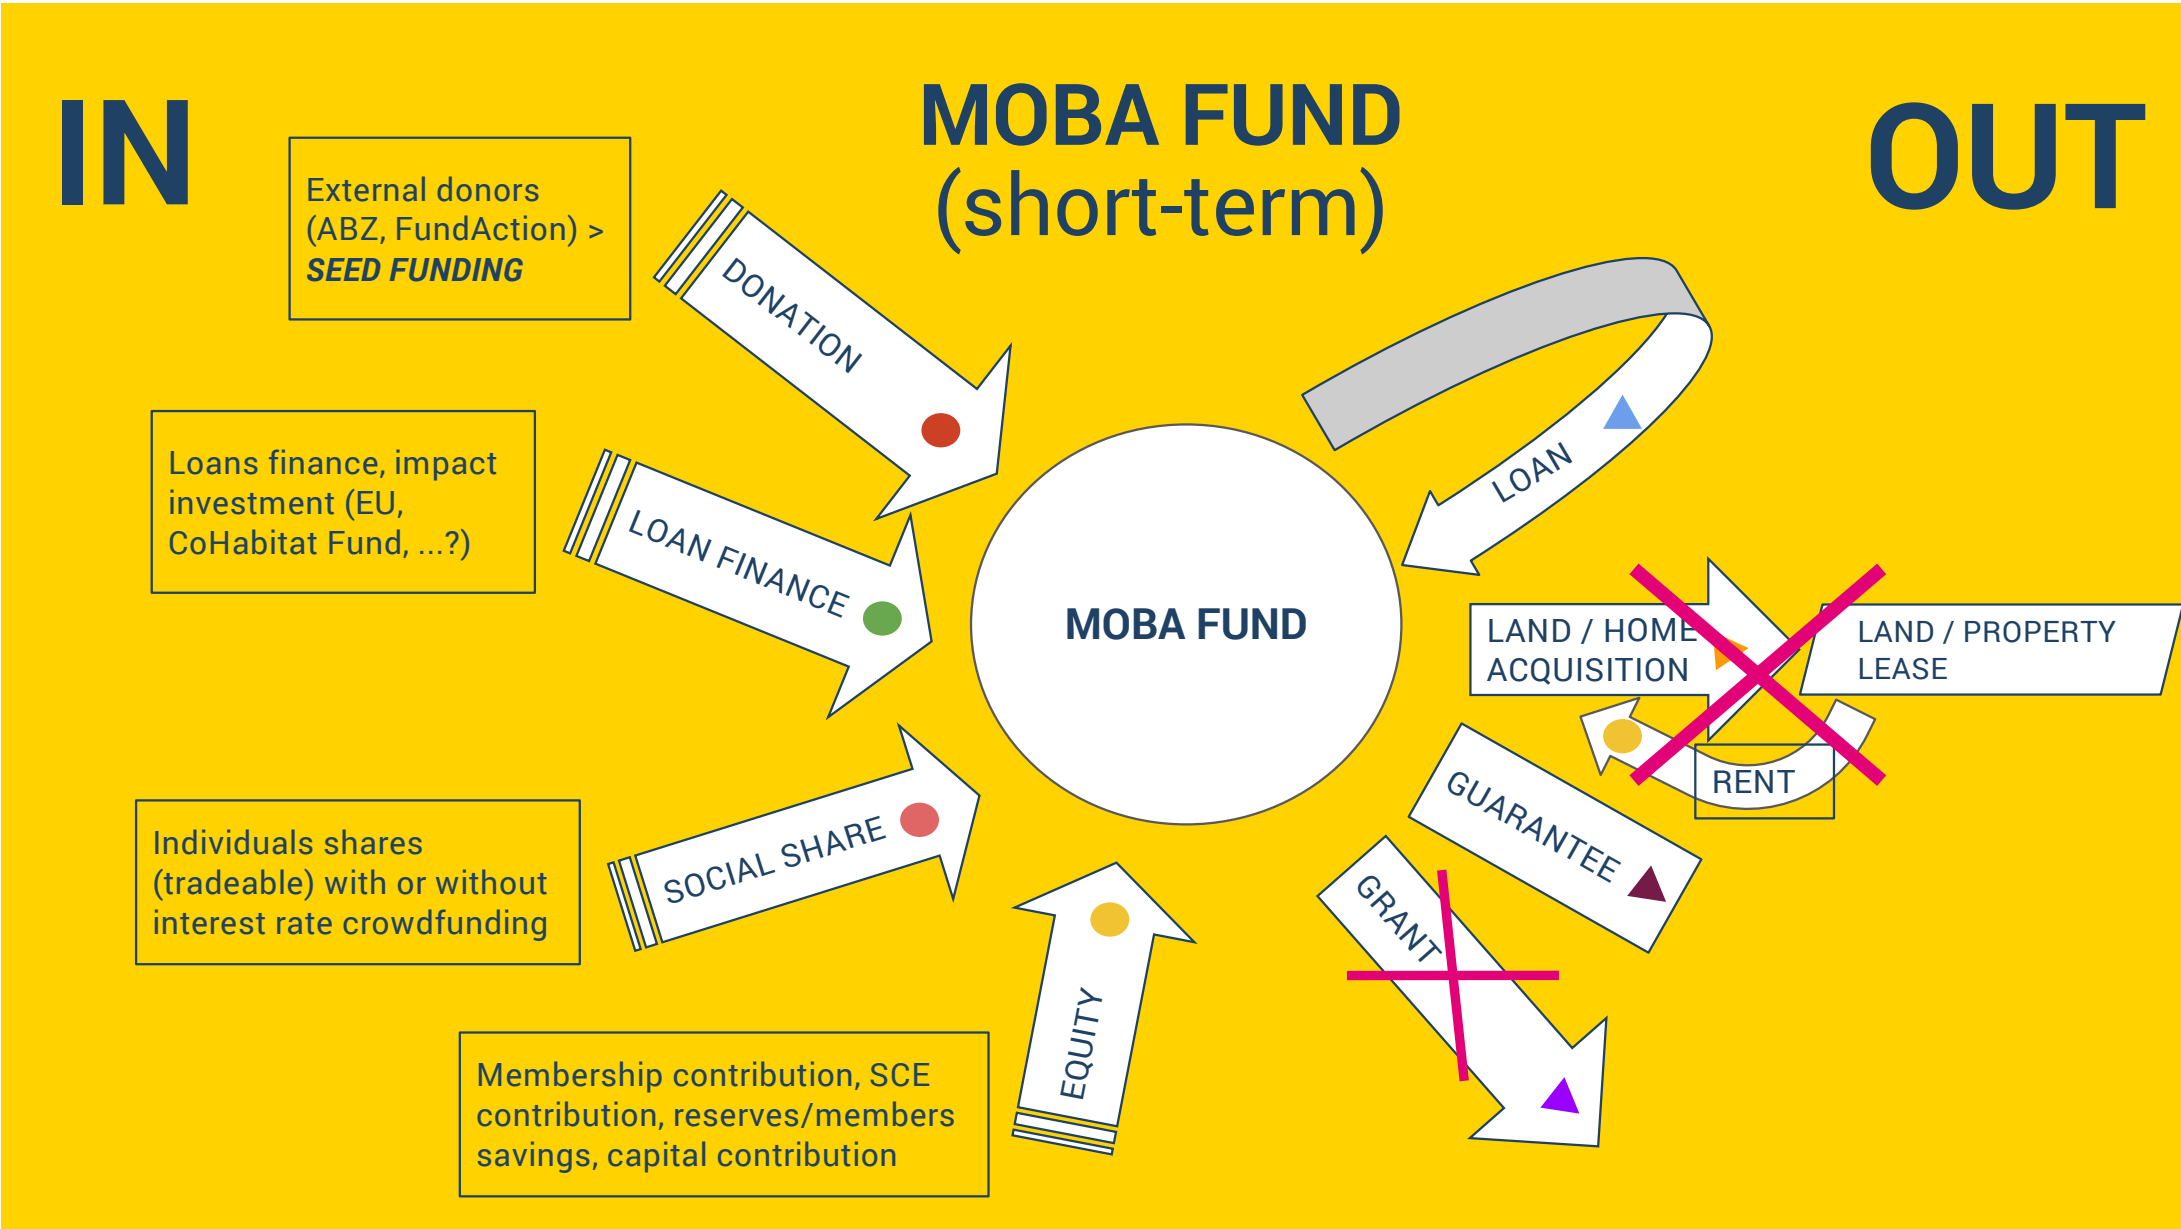 IN
MOBA FUND
(short-term)
OUT
External donors
(ABZ, FundAction) >
SEED FUNDING
DONATION
Loans finance, impact
investment (EU,
CoHabitat Fund, ...?)
LOAN FINANCE
Individuals shares
(tradeable) with or without
interest rate crowdfunding
SOCIAL SHARE
Membership contribution, SCE
contribution, reserves/members
savings, capital contribution
EQUITY
MOBA FUND
LOAN
LAND / HOME
ACQUISITION
LAND / PROPERTY
LEASE
RENT
GUARANTEE
GRANT